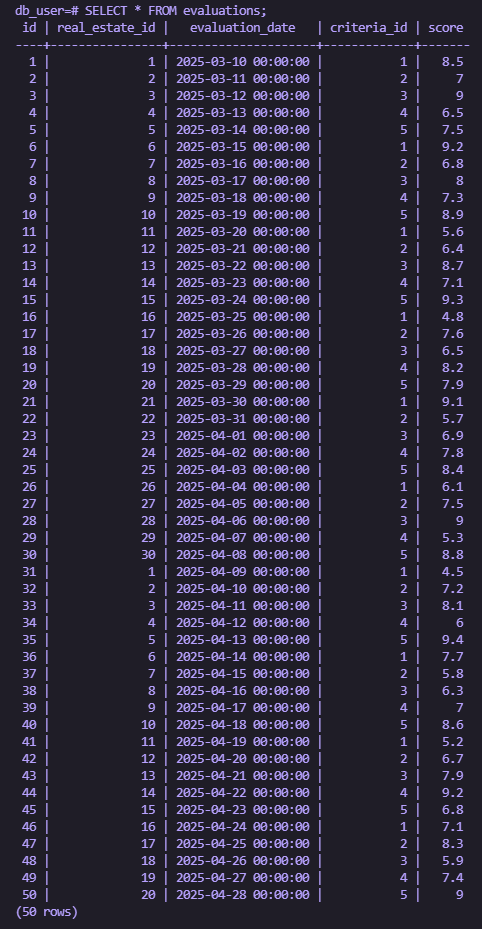 db_user=# SELECT * FROM evaluations;
 id | real_estate_id |   evaluation_date   | criteria_id | score
----+----------------+---------------------+-------------+-------
  1 |              1 | 2025-03-10 00:00:00 |           1 |   8.5
  2 |              2 | 2025-03-11 00:00:00 |           2 |     7
  3 |              3 | 2025-03-12 00:00:00 |           3 |     9
  4 |              4 | 2025-03-13 00:00:00 |           4 |   6.5
  5 |              5 | 2025-03-14 00:00:00 |           5 |   7.5
  6 |              6 | 2025-03-15 00:00:00 |           1 |   9.2
  7 |              7 | 2025-03-16 00:00:00 |           2 |   6.8
  8 |              8 | 2025-03-17 00:00:00 |           3 |     8
  9 |              9 | 2025-03-18 00:00:00 |           4 |   7.3
 10 |             10 | 2025-03-19 00:00:00 |           5 |   8.9
 11 |             11 | 2025-03-20 00:00:00 |           1 |   5.6
 12 |             12 | 2025-03-21 00:00:00 |           2 |   6.4
 13 |             13 | 2025-03-22 00:00:00 |           3 |   8.7
 14 |             14 | 2025-03-23 00:00:00 |           4 |   7.1
 15 |             15 | 2025-03-24 00:00:00 |           5 |   9.3
 16 |             16 | 2025-03-25 00:00:00 |           1 |   4.8
 17 |             17 | 2025-03-26 00:00:00 |           2 |   7.6
 18 |             18 | 2025-03-27 00:00:00 |           3 |   6.5
 19 |             19 | 2025-03-28 00:00:00 |           4 |   8.2
 20 |             20 | 2025-03-29 00:00:00 |           5 |   7.9
 21 |             21 | 2025-03-30 00:00:00 |           1 |   9.1
 22 |             22 | 2025-03-31 00:00:00 |           2 |   5.7
 23 |             23 | 2025-04-01 00:00:00 |           3 |   6.9
 24 |             24 | 2025-04-02 00:00:00 |           4 |   7.8
 25 |             25 | 2025-04-03 00:00:00 |           5 |   8.4
 26 |             26 | 2025-04-04 00:00:00 |           1 |   6.1
 27 |             27 | 2025-04-05 00:00:00 |           2 |   7.5
 28 |             28 | 2025-04-06 00:00:00 |           3 |     9
 29 |             29 | 2025-04-07 00:00:00 |           4 |   5.3
 30 |             30 | 2025-04-08 00:00:00 |           5 |   8.8
 31 |              1 | 2025-04-09 00:00:00 |           1 |   4.5
 32 |              2 | 2025-04-10 00:00:00 |           2 |   7.2
 33 |              3 | 2025-04-11 00:00:00 |           3 |   8.1
 34 |              4 | 2025-04-12 00:00:00 |           4 |     6
 35 |              5 | 2025-04-13 00:00:00 |           5 |   9.4
 36 |              6 | 2025-04-14 00:00:00 |           1 |   7.7
 37 |              7 | 2025-04-15 00:00:00 |           2 |   5.8
 38 |              8 | 2025-04-16 00:00:00 |           3 |   6.3
 39 |              9 | 2025-04-17 00:00:00 |           4 |     7
 40 |             10 | 2025-04-18 00:00:00 |           5 |   8.6
 41 |             11 | 2025-04-19 00:00:00 |           1 |   5.2
 42 |             12 | 2025-04-20 00:00:00 |           2 |   6.7
 43 |             13 | 2025-04-21 00:00:00 |           3 |   7.9
 44 |             14 | 2025-04-22 00:00:00 |           4 |   9.2
 45 |             15 | 2025-04-23 00:00:00 |           5 |   6.8
 46 |             16 | 2025-04-24 00:00:00 |           1 |   7.1
 47 |             17 | 2025-04-25 00:00:00 |           2 |   8.3
 48 |             18 | 2025-04-26 00:00:00 |           3 |   5.9
 49 |             19 | 2025-04-27 00:00:00 |           4 |   7.4
 50 |             20 | 2025-04-28 00:00:00 |           5 |     9
(50 rows)